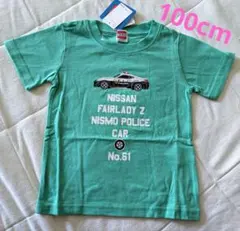 100cm
NISSAN
FAIRLADY Z
NISMO POLICE
CAR
No.61